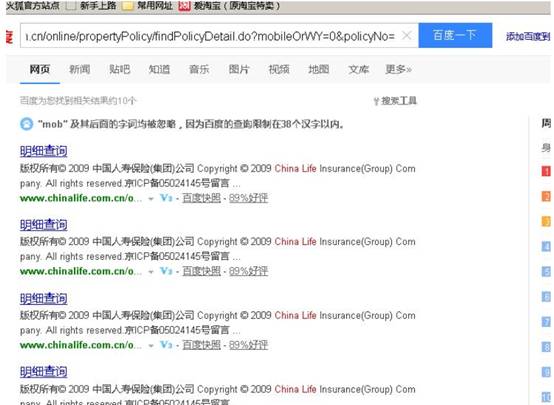 火狐官方站点 新手上路 常用网址 爱淘宝（原淘宝特卖）
.cn/online/propertyPolicy/findPolicyDetail.do?mobileOrWY=0&policyNo= 百度一下 添加百度到
网页 新闻 贴吧 知道 音乐 图片 视频 地图 文库 更多»
百度为您找到相关结果约10个 搜索工具
"mob" 及其后面的字词均被忽略，因为百度的查询限制在38个汉字以内。
明细查询
版权所有© 2009 中国人寿保险(集团)公司 Copyright © 2009 China Life Insurance(Group) Com
pany. All rights reserved.京ICP备05024145号留言 ...
www.chinalife.com.cn/o... V3 - 百度快照 - 89%好评
明细查询
版权所有© 2009 中国人寿保险(集团)公司 Copyright © 2009 China Life Insurance(Group) Com
pany. All rights reserved.京ICP备05024145号留言 ...
www.chinalife.com.cn/o... V3 - 百度快照 - 89%好评
明细查询
版权所有© 2009 中国人寿保险(集团)公司 Copyright © 2009 China Life Insurance(Group) Com
pany. All rights reserved.京ICP备05024145号留言 ...
www.chinalife.com.cn/o... V3 - 百度快照 - 89%好评
明细查询
版权所有© 2009 中国人寿保险(集团)公司 Copyright © 2009 China Life Insurance(Group) Com
pany. All rights reserved.京ICP备05024145号留言 ...
周
身
1
2
3
4
5
6
7
8
9
10